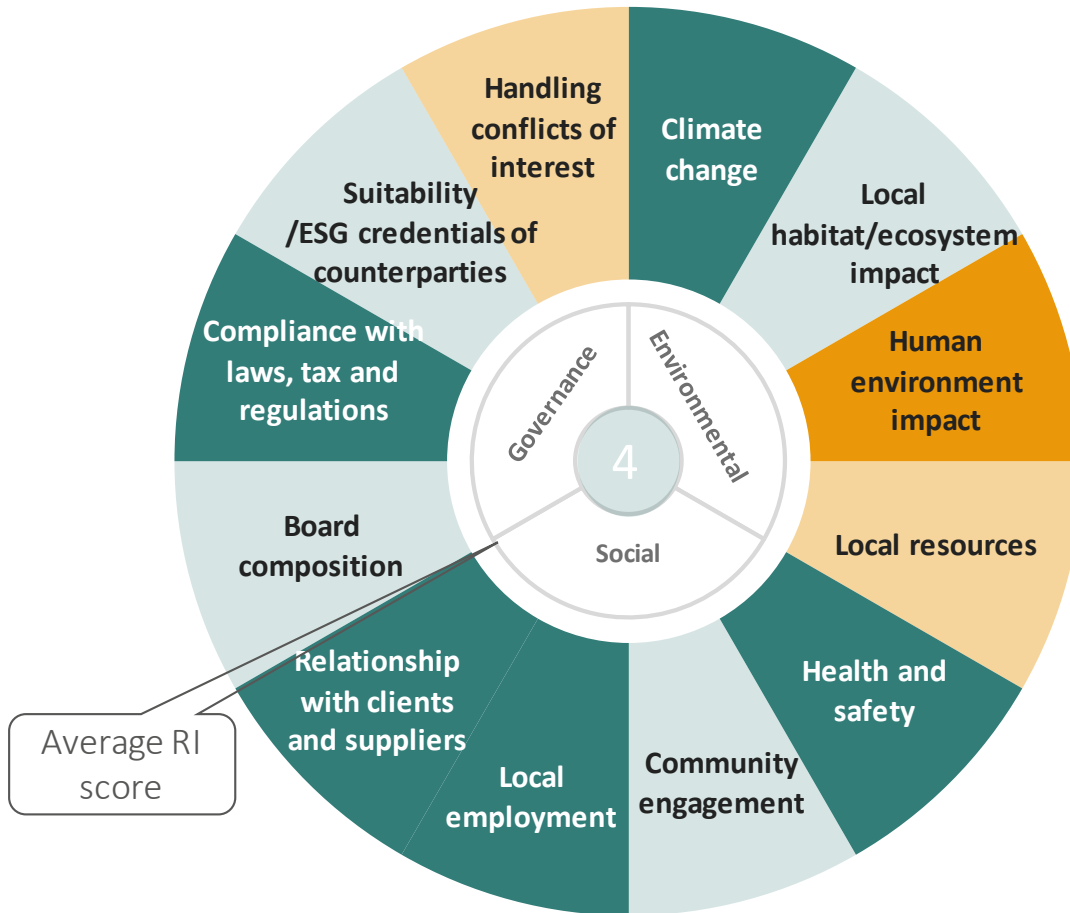 Handling
conflicts of
interest
Climate
change
Local
habitat/ecosystem
impact
Human
environment
impact
Local resources
Health and
safety
Community
engagement
Local
employment
Relationship
with clients
and suppliers
Board
composition
Compliance with
laws, tax and
regulations
Suitability
/ESG credentials of
counterparties
Governance
Environmental
Social
4
Average RI
score